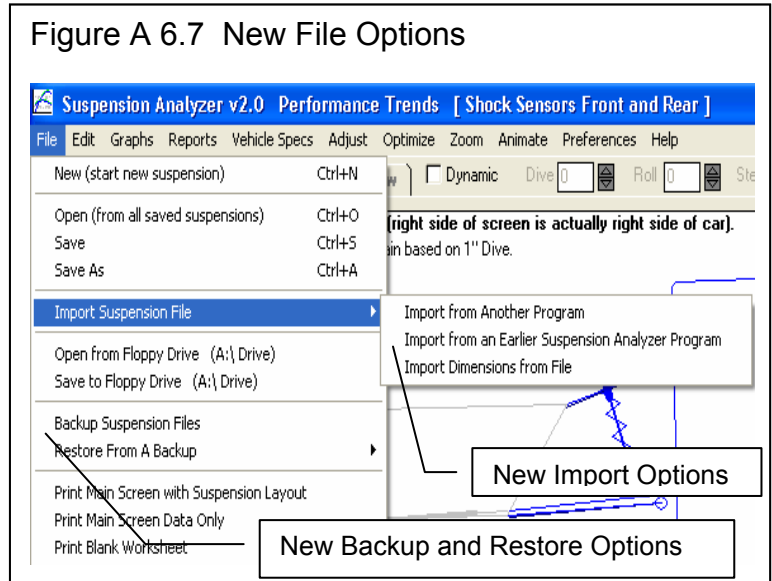 Figure A 6.7 New File Options
Suspension Analyzer v2.0 Performance Trends [ Shock Sensors Front and Rear ]
File Edit Graphs Reports Vehicle Specs Adjust Optimize Zoom Animate Preferences Help
New (start new suspension) Ctrl+N
Dynamic Dive 0 Roll 0
Open (from all saved suspensions) Ctrl+O
(right side of screen is actually right side of car).
Save Ctrl+S
based on 1" Dive.
Save As Ctrl+A
Import Suspension File
Import from Another Program
Import from an Earlier Suspension Analyzer Program
Import Dimensions from File
Open from Floppy Drive (A:\ Drive)
Save to Floppy Drive (A:\ Drive)
Backup Suspension Files
Restore From A Backup
New Import Options
Print Main Screen with Suspension Layout
Print Main Screen Data Only
Print Blank Worksheet
New Backup and Restore Options